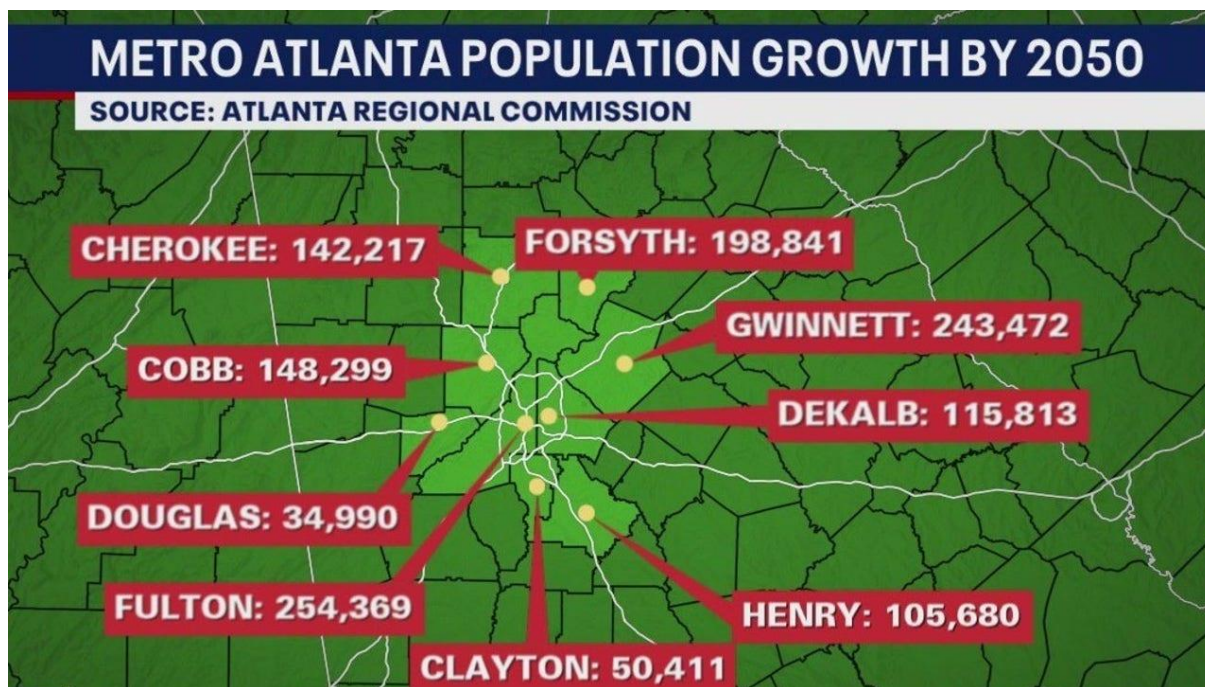 METRO ATLANTA POPULATION GROWTH BY 2050
SOURCE: ATLANTA REGIONAL COMMISSION
CHEROKEE: 142,217
FORSYTH: 198,841
GWINNETT: 243,472
COBB: 148,299
DEKALB: 115,813
DOUGLAS: 34,990
FULTON: 254,369
HENRY: 105,680
CLAYTON: 50,411